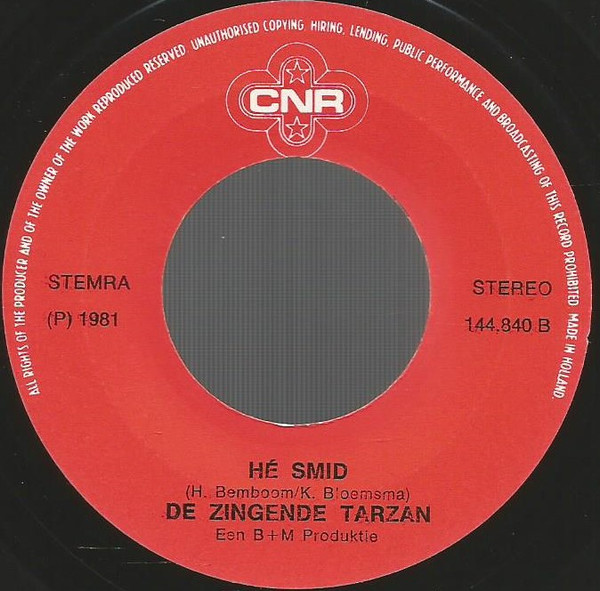 ALL RIGHTS OF THE PRODUCER AND OF THE OWNER OF THE WORK REPRODUCED RESERVED UNAUTHORISED COPYING, HIRING, LENDING, PUBLIC PERFORMANCE AND BROADCASTING OF THIS RECORD PROHIBITED MADE IN HOLLAND.
CNR
STEMRA
(P) 1981
STEREO
144.840 B
HÉ SMID
(H. Bemboom/K. Bloemsma)
DE ZINGENDE TARZAN
Een B+M Produktie